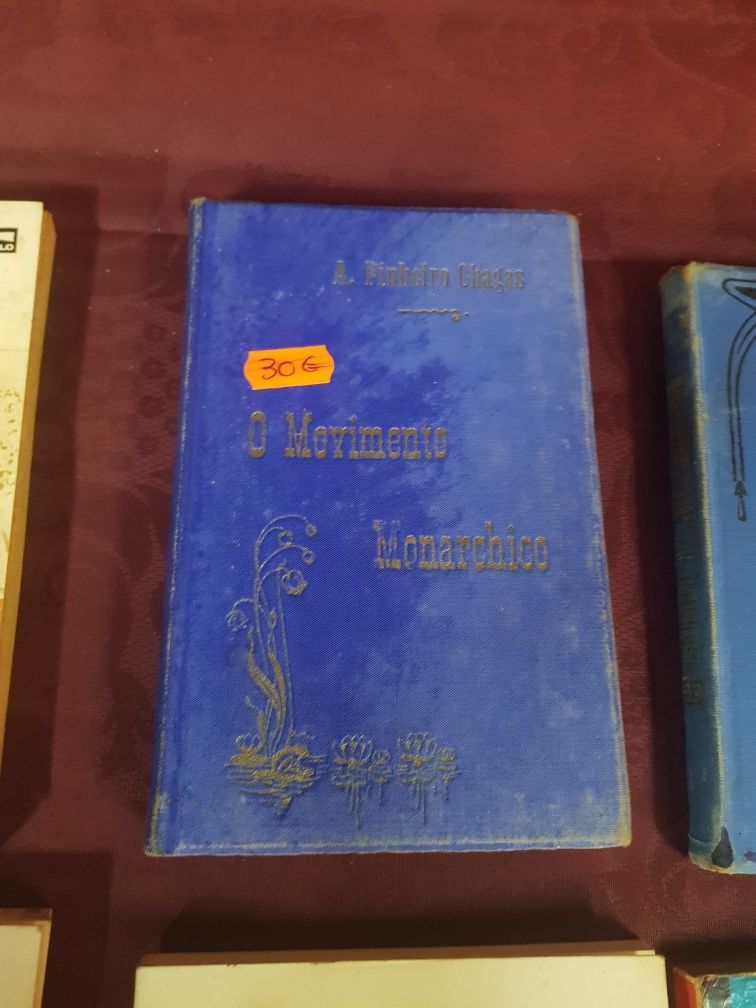 A. Pinheiro Chagas
30€
O Movimento
Monarchico